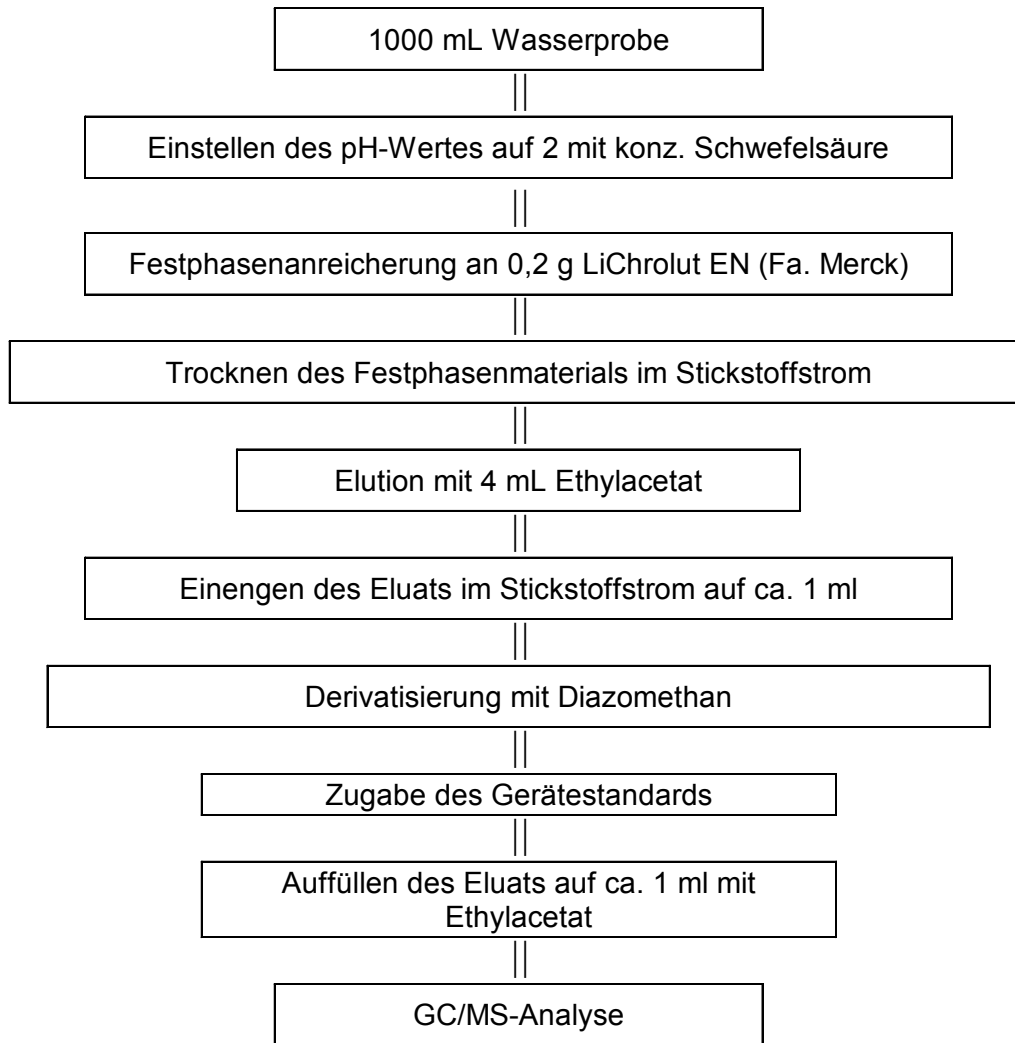 1000 mL Wasserprobe
Einstellen des pH-Wertes auf 2 mit konz. Schwefelsäure
Festphasenanreicherung an 0,2 g LiChrolut EN (Fa. Merck)
Trocknen des Festphasenmaterials im Stickstoffstrom
Elution mit 4 mL Ethylacetat
Einengen des Eluats im Stickstoffstrom auf ca. 1 ml
Derivatisierung mit Diazomethan
Zugabe des Gerätestandards
Auffüllen des Eluats auf ca. 1 ml mit
Ethylacetat
GC/MS-Analyse